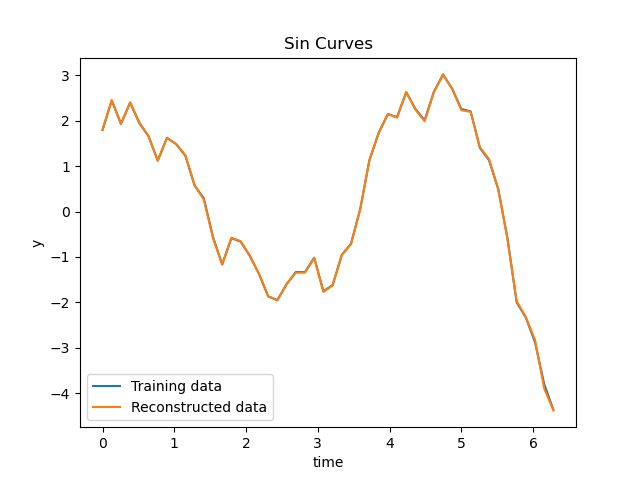 Sin Curves
y
3
2
1
0
−1
−2
−3
−4
Training data
Reconstructed data
0 1 2 3 4 5 6
time